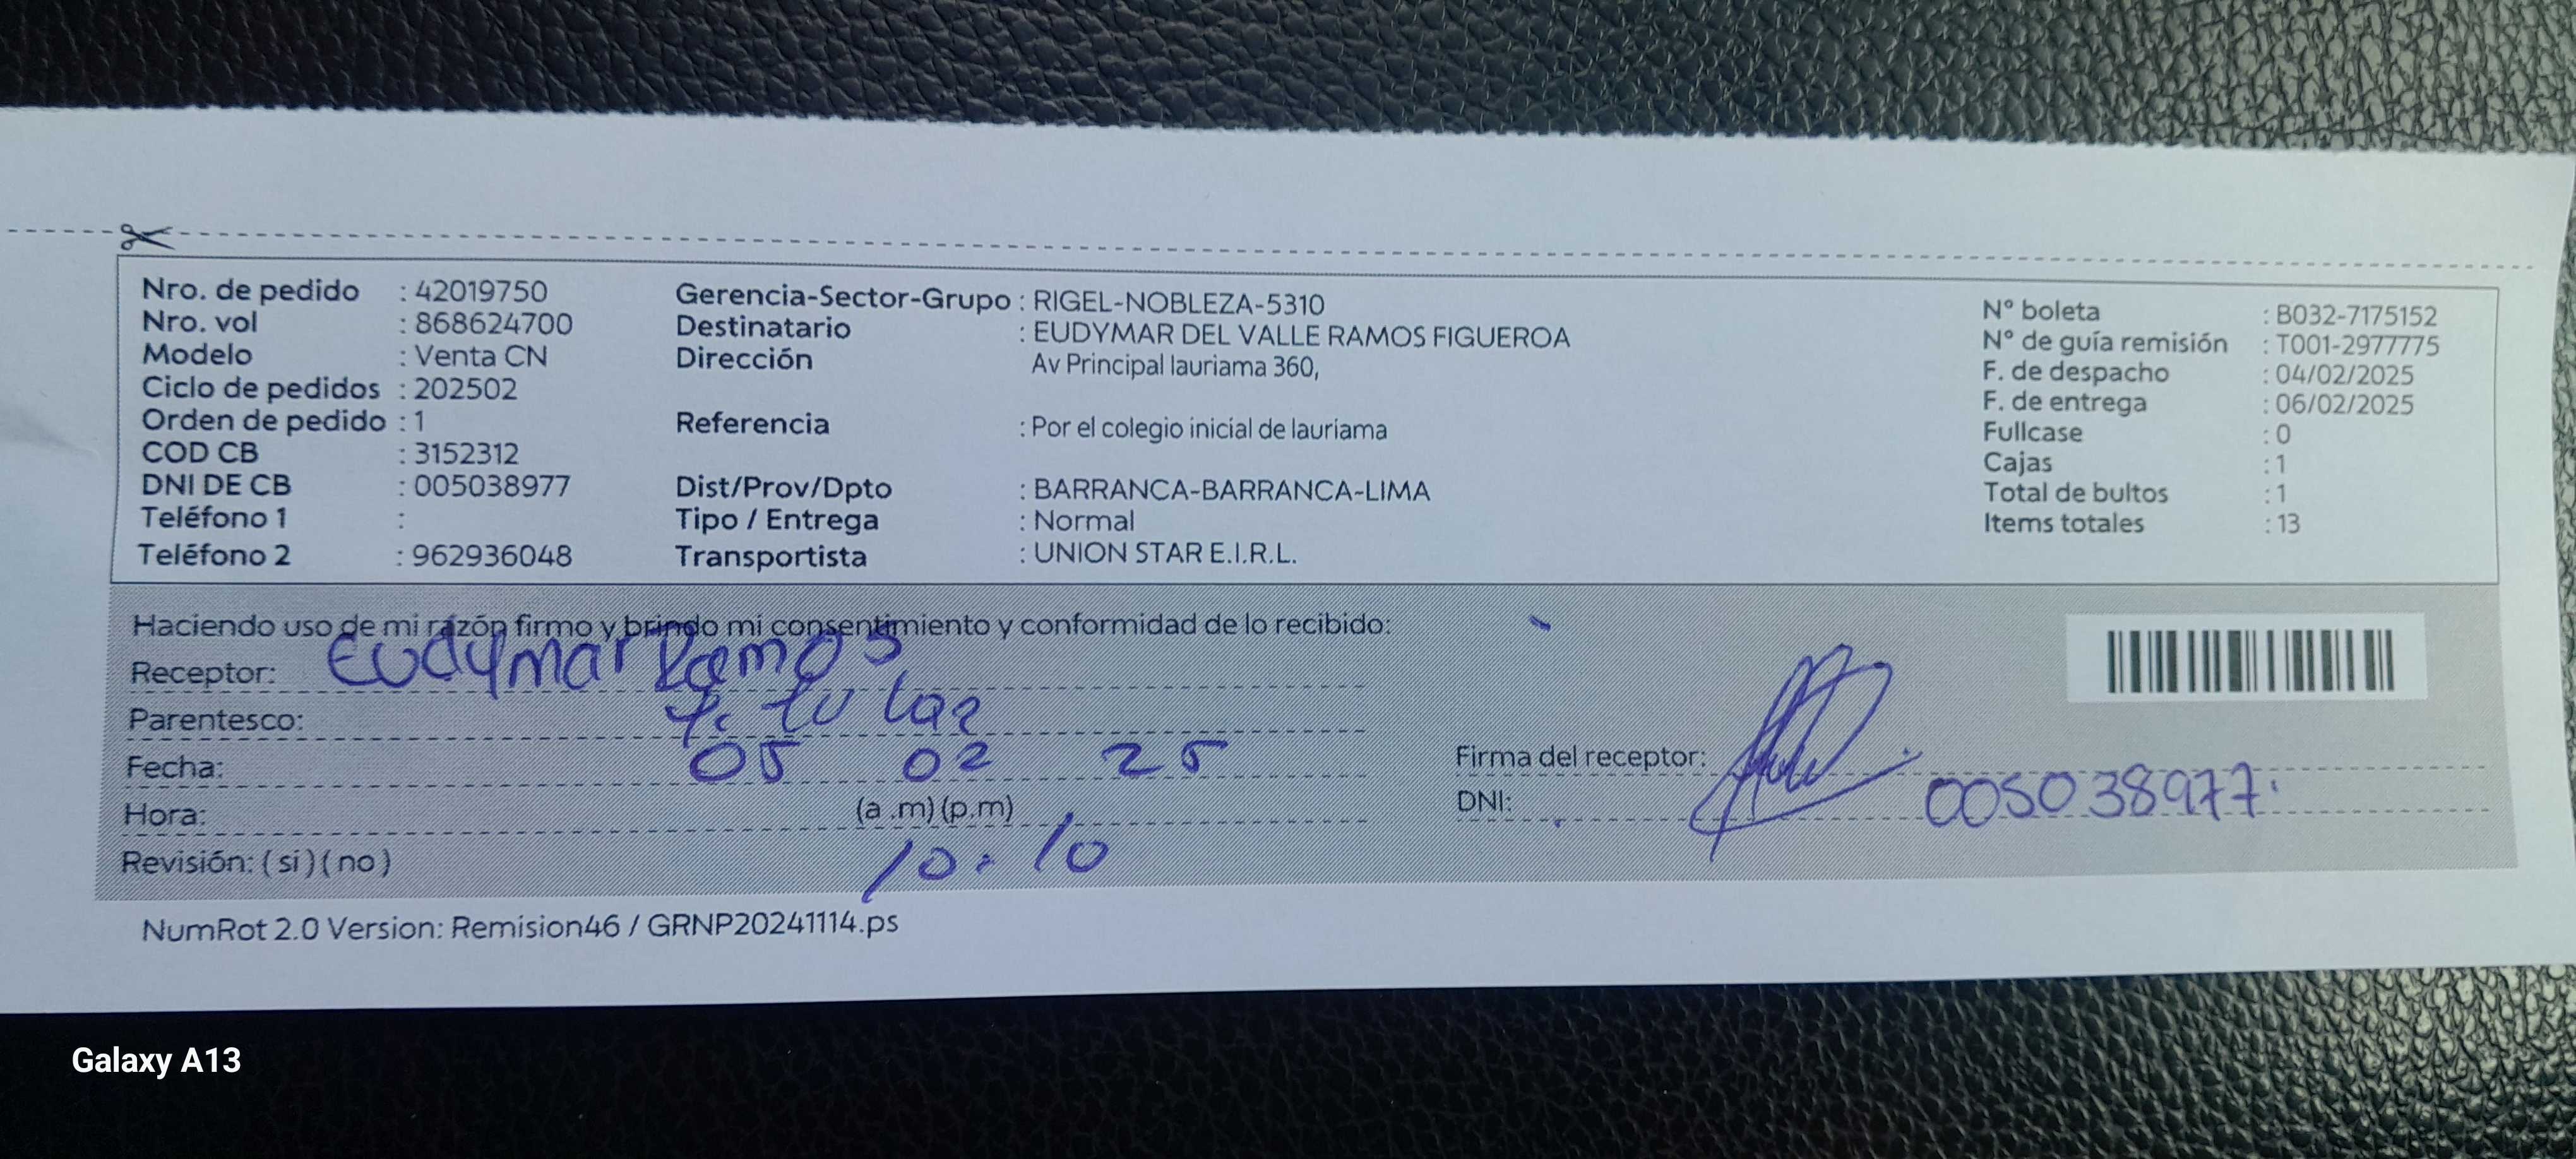 Nro. de pedido : 42019750
Nro. vol : 868624700
Modelo : Venta CN
Ciclo de pedidos : 202502
Orden de pedido : 1
COD CB : 3152312
DNI DE CB : 005038977
Teléfono 1 :
Teléfono 2 : 962936048
Gerencia-Sector-Grupo : RIGEL-NOBLEZA-5310
Destinatario : EUDYMAR DEL VALLE RAMOS FIGUEROA
Dirección Av Principal lauriama 360,
Referencia : Por el colegio inicial de lauriama
Dist/Prov/Dpto : BARRANCA-BARRANCA-LIMA
Tipo / Entrega : Normal
Transportista : UNION STAR E.I.R.L.
N° boleta : B032-7175152
N° de guía remisión : T001-2977775
F. de despacho : 04/02/2025
F. de entrega : 06/02/2025
Fullcase : 0
Cajas : 1
Total de bultos : 1
Items totales : 13
Haciendo uso de mi razón firmo y brindo mi consentimiento y conformidad de lo recibido:
Receptor: Eudymar Ramos
Parentesco: Titular
Fecha: 05 02 25
Hora: (a .m) (p.m)
10:10
Revisión: ( si ) ( no )
Firma del receptor:
DNI: 005038977.
NumRot 2.0 Version: Remision46 / GRNP20241114.ps
Galaxy A13